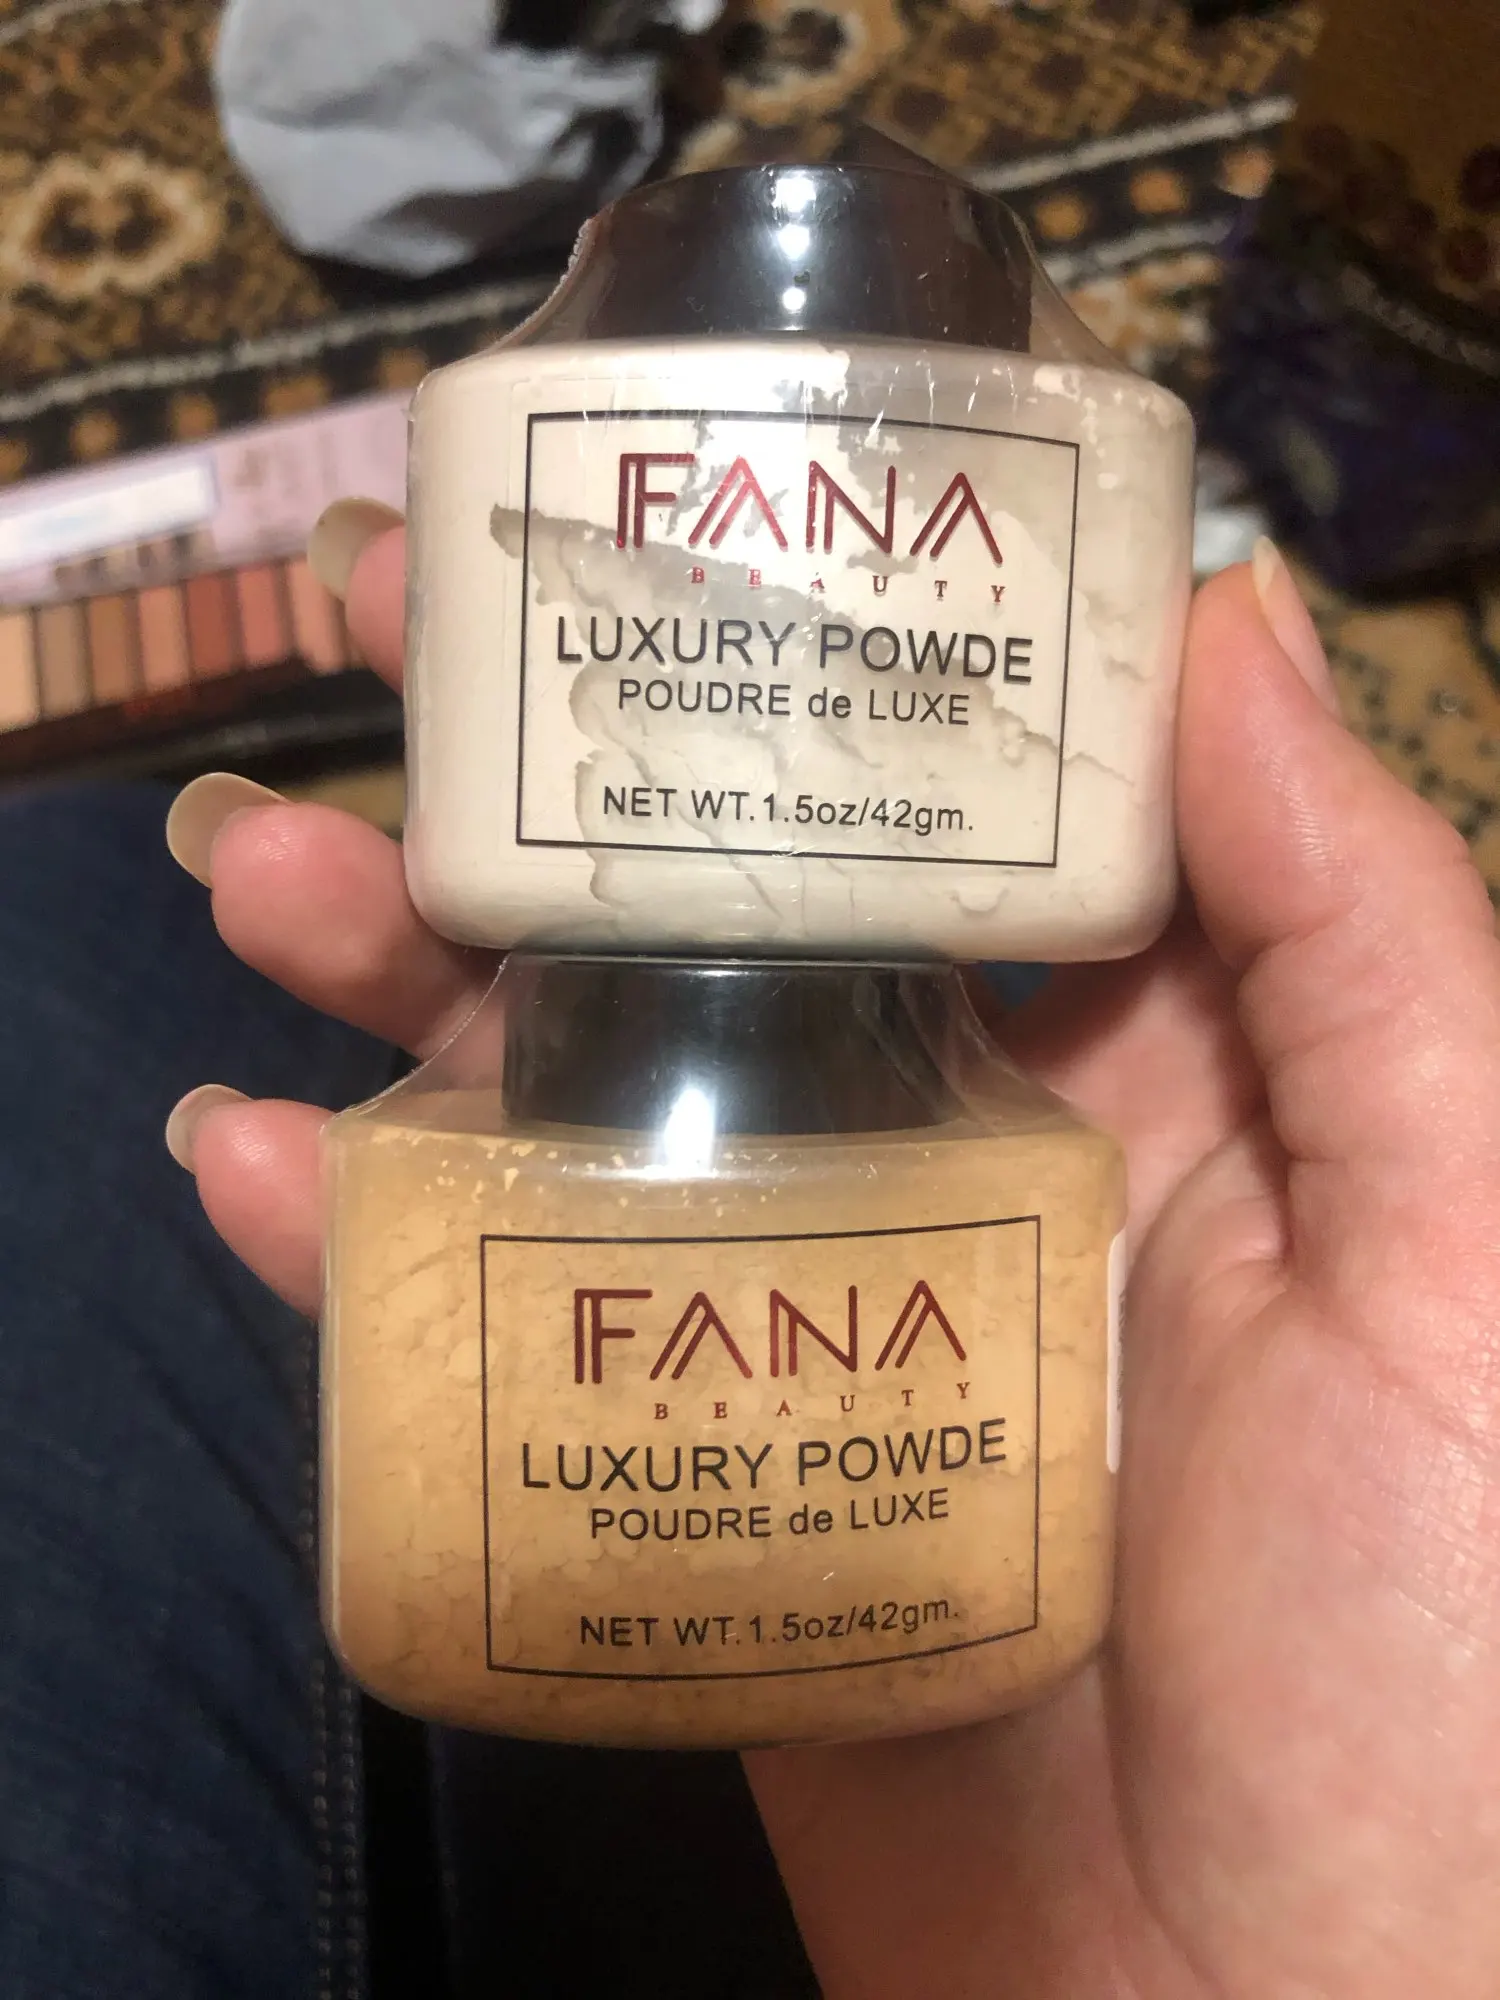 FANA
BEAUTY
LUXURY POWDE
POUDRE de LUXE
NET WT.1.5oz/42gm.
FANA
BEAUTY
LUXURY POWDE
POUDRE de LUXE
NET WT.1.5oz/42gm.